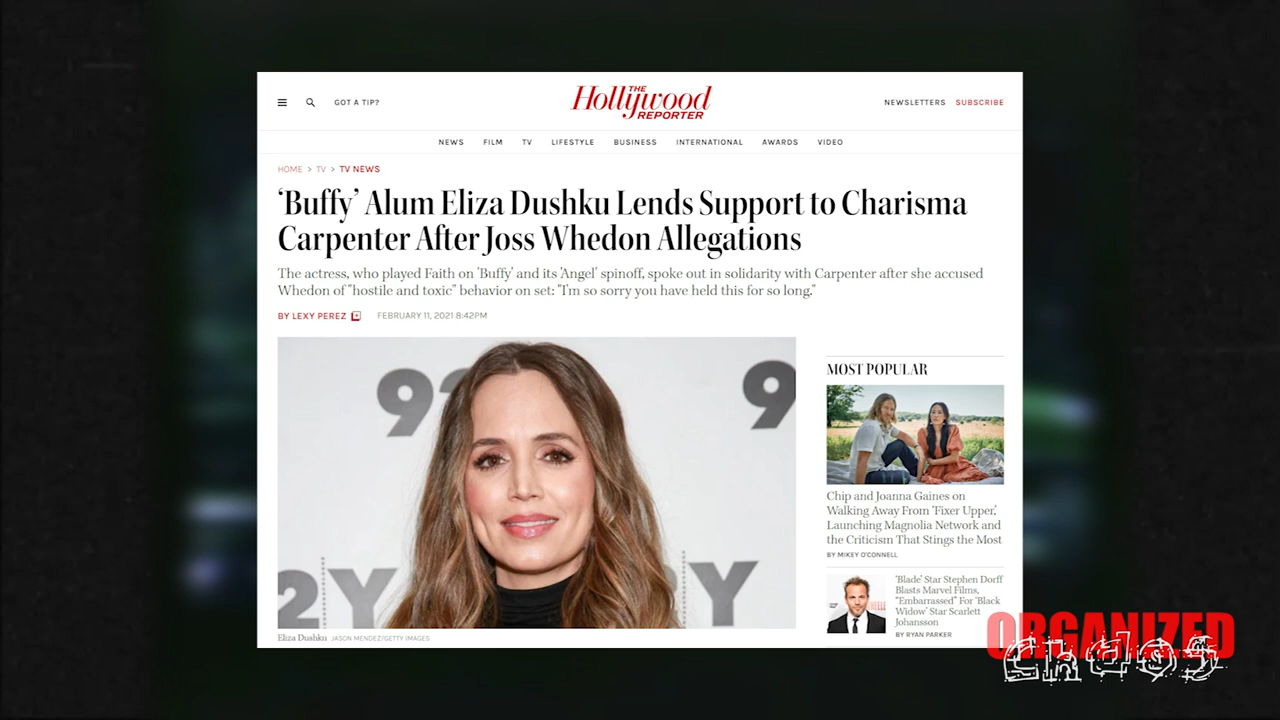 GOT A TIP?
THE
Hollywood
REPORTER
NEWSLETTERS SUBSCRIBE
NEWS FILM TV LIFESTYLE BUSINESS INTERNATIONAL AWARDS VIDEO
HOME > TV > TV NEWS
‘Buffy’ Alum Eliza Dushku Lends Support to Charisma
Carpenter After Joss Whedon Allegations
The actress, who played Faith on 'Buffy' and its 'Angel' spinoff, spoke out in solidarity with Carpenter after she accused
Whedon of "hostile and toxic" behavior on set: "I'm so sorry you have held this for so long."
BY LEXY PEREZ
FEBRUARY 11, 2021 8:42PM
92
9
2Y
Y
Eliza Dushku JASON MENDEZ/GETTY IMAGES
MOST POPULAR
Chip and Joanna Gaines on
Walking Away From ‘Fixer Upper,’
Launching Magnolia Network and
the Criticism That Stings the Most
BY MIKEY O'CONNELL
‘Blade’ Star Stephen Dorff
Blasts Marvel Films,
“Embarrassed” For ‘Black
Widow’ Star Scarlett
Johansson
BY RYAN PARKER
ORGANIZED
CHAOS